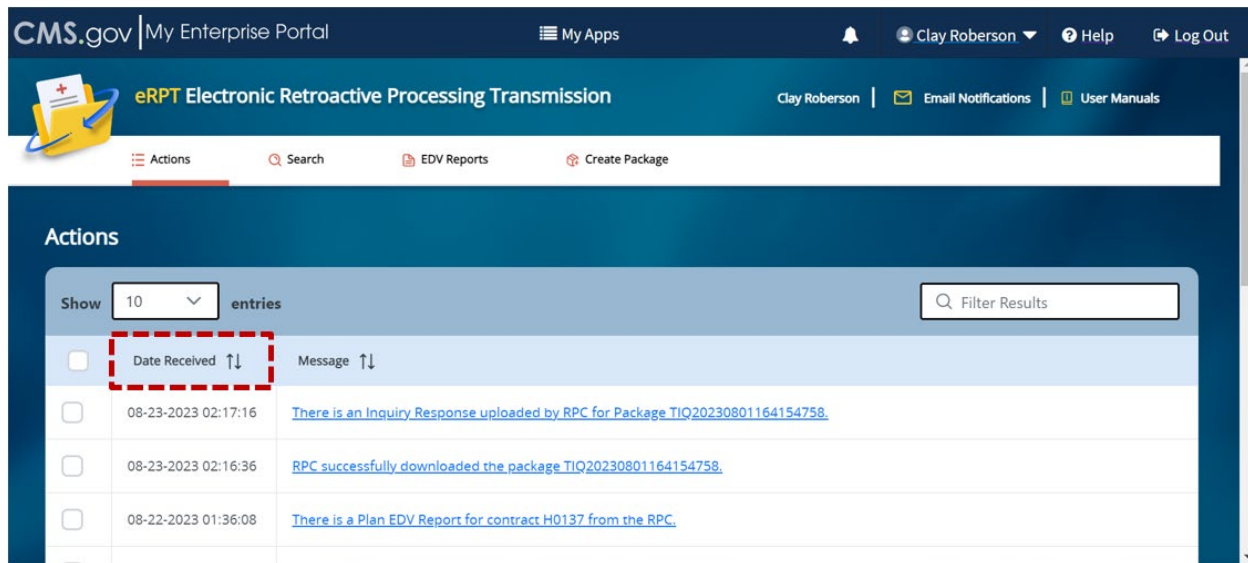 CMS.gov My Enterprise Portal My Apps Clay Roberson Help Log Out
eRPT Electronic Retroactive Processing Transmission Clay Roberson Email Notifications User Manuals
Actions Search EDV Reports Create Package
Actions
Show 10 entries Filter Results
Date Received Message
08-23-2023 02:17:16 There is an Inquiry Response uploaded by RPC for Package TIQ20230801164154758.
08-23-2023 02:16:36 RPC successfully downloaded the package TIQ20230801164154758.
08-22-2023 01:36:08 There is a Plan EDV Report for contract H0137 from the RPC.